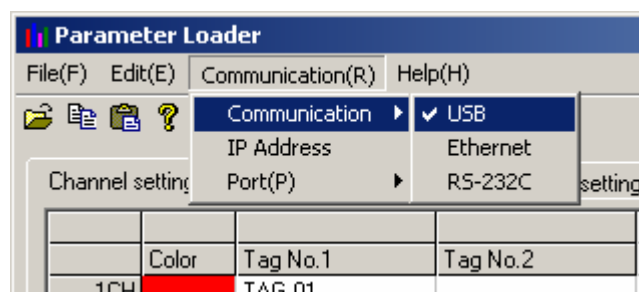 Parameter Loader
File(F) Edit(E) Communication(R) Help(H)
Communication
USB
IP Address
Ethernet
Port(P)
RS-232C
Channel setting
setting
Color Tag No.1 Tag No.2
1CH TAG 01